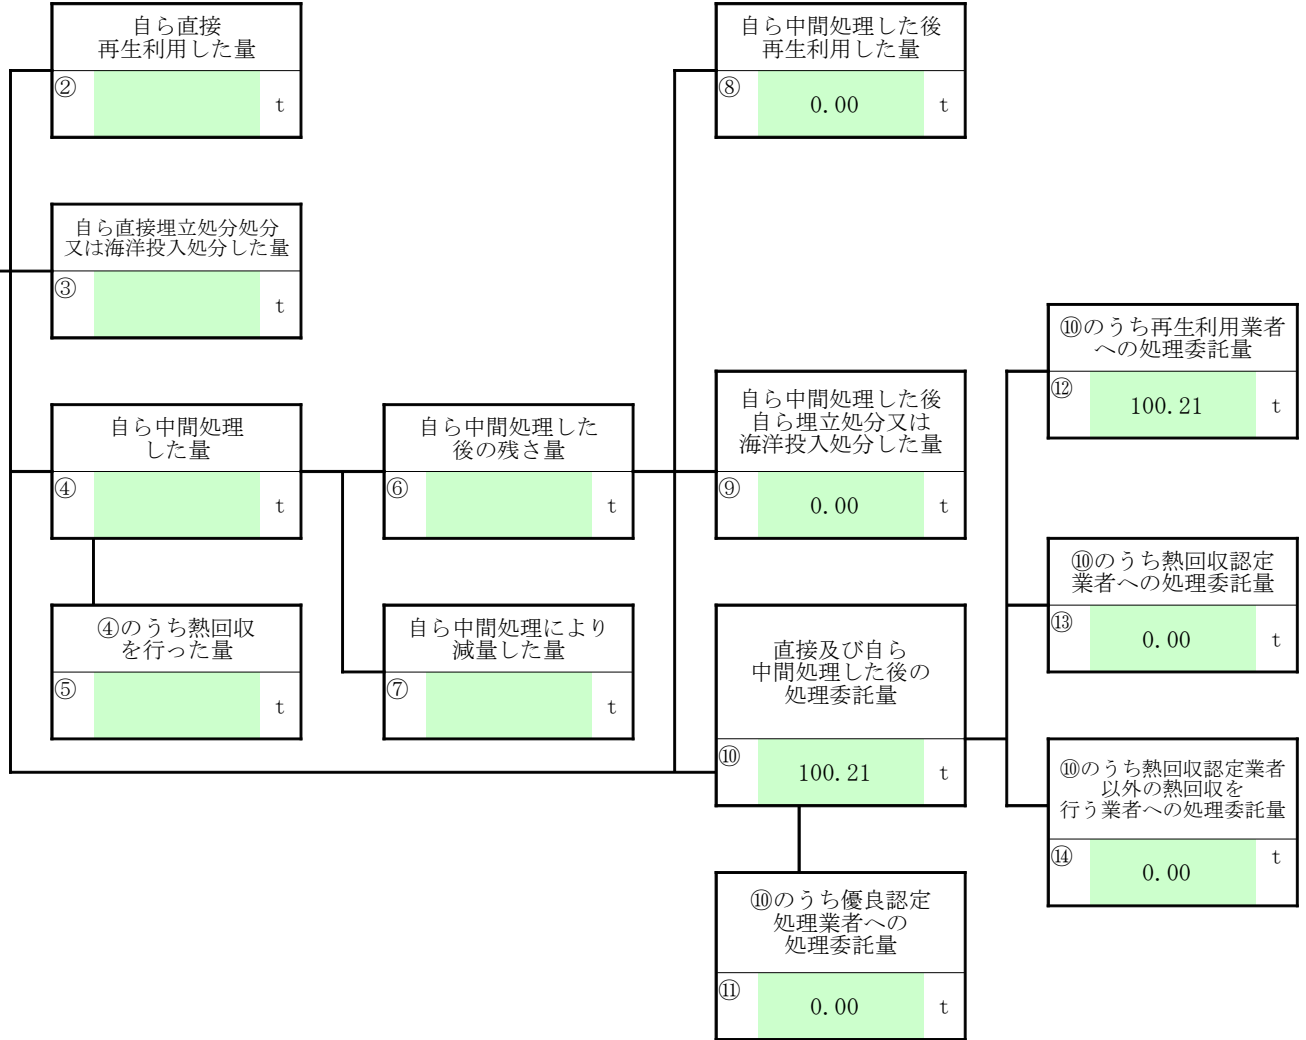 自ら直接
再生利用した量
②
t
自ら直接埋立処分処分
又は海洋投入処分した量
③
t
自ら中間処理
した量
④
t
④のうち熱回収
を行った量
⑤
t
自ら中間処理した
後の残さ量
⑥
t
自ら中間処理により
減量した量
⑦
t
自ら中間処理した後
再生利用した量
⑧
0.00 t
自ら中間処理した後
自ら埋立処分又は
海洋投入処分した量
⑨
0.00 t
直接及び自ら
中間処理した後の
処理委託量
⑩
100.21 t
⑩のうち優良認定
処理業者への
処理委託量
⑪
0.00 t
⑩のうち再生利用業者
への処理委託量
⑫
100.21 t
⑩のうち熱回収認定
業者への処理委託量
⑬
0.00 t
⑩のうち熱回収認定業者
以外の熱回収を
行う業者への処理委託量
⑭
0.00 t